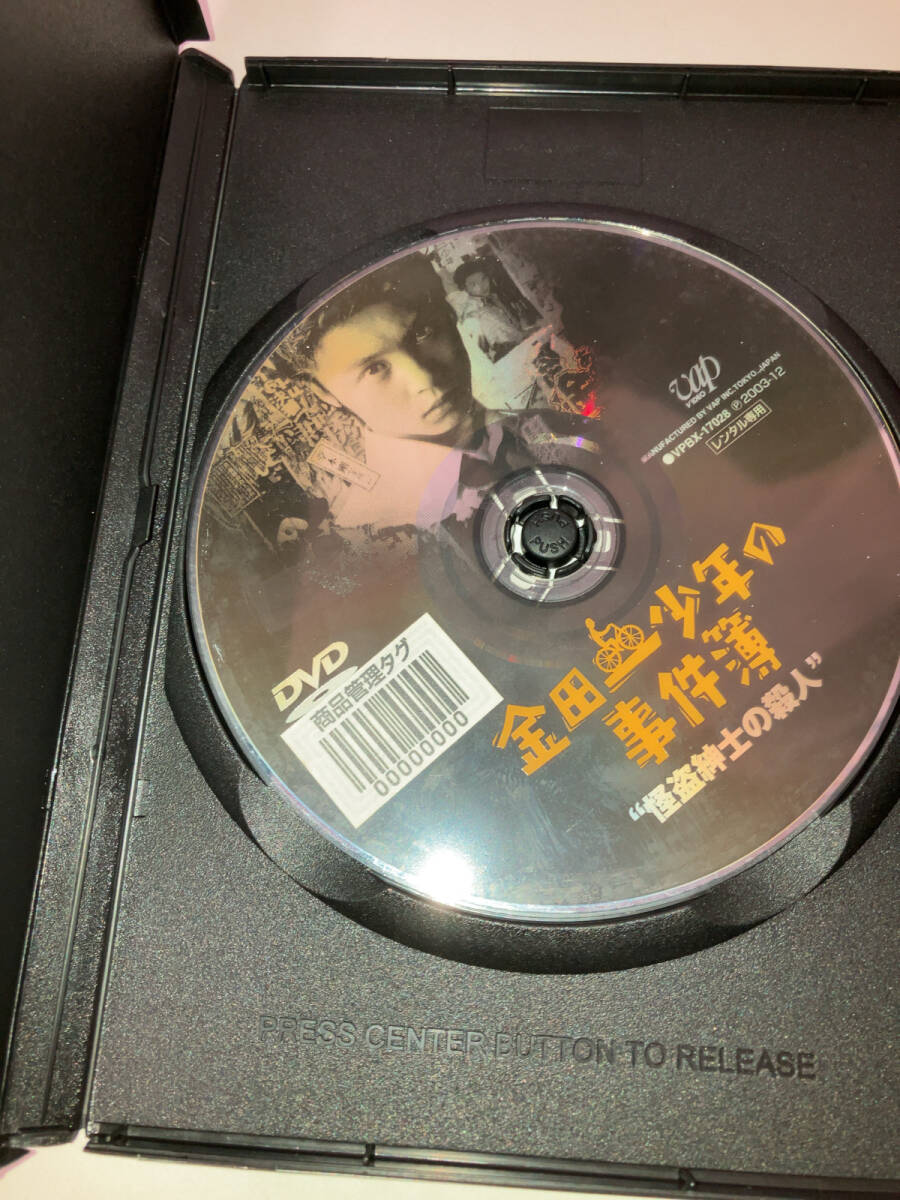 vap
VIDEO
MANUFACTURED BY VAP INC.TOKYO.JAPAN
●VPBX-17028 ℗2003-12
レンタル専用
PUSH
金田一少年の
事件簿
“怪盗紳士の殺人”
DVD
商品管理タグ
00000000
PRESS CENTER BUTTON TO RELEASE